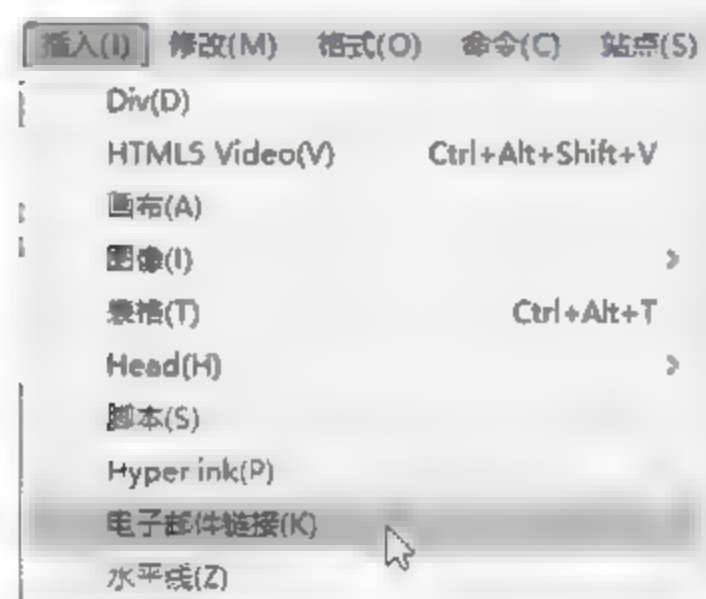 插入(I) 修改(M) 格式(O) 命令(C) 站点(S)
Div(D)
HTML5 Video(V) Ctrl+Alt+Shift+V
画布(A)
图像(I)
表格(T) Ctrl+Alt+T
Head(H)
脚本(S)
Hyperlink(P)
电子邮件链接(K)
水平线(Z)